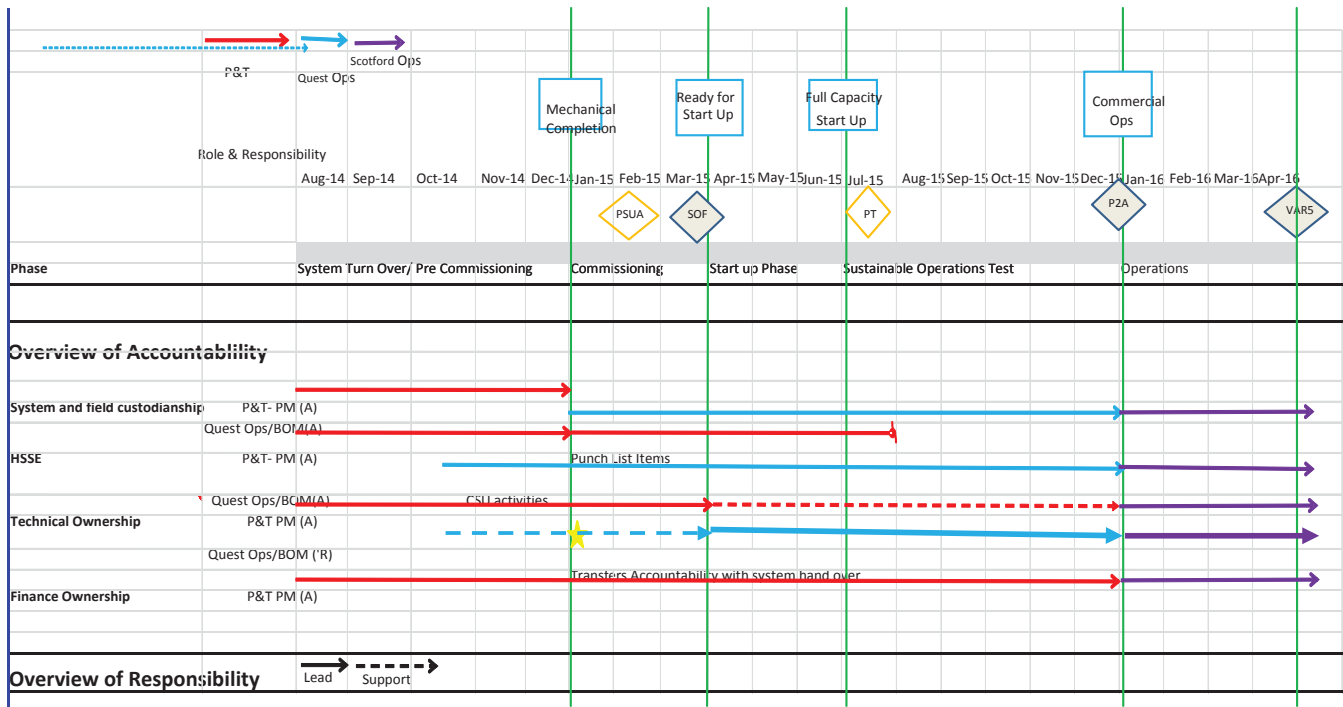 P&T
Quest Ops
Scotford Ops
Mechanical
Completion
Ready for
Start Up
Full Capacity
Start Up
Commercial
Ops
Role & Responsibility
Aug-14 Sep-14 Oct-14 Nov-14 Dec-14 Jan-15 Feb-15 Mar-15 Apr-15 May-15 Jun-15 Jul-15 Aug-15 Sep-15 Oct-15 Nov-15 Dec-15 Jan-16 Feb-16 Mar-16 Apr-16
PSUA SOF PT P2A VAR5
Phase System Turn Over/ Pre Commissioning Commissioning Start up Phase Sustainable Operations Test Operations
Overview of Accountablility
System and field custodianship P&T- PM (A)
Quest Ops/BOM(A)
HSSE P&T- PM (A) Punch List Items
Quest Ops/BOM(A) CSU activities
Technical Ownership P&T PM (A)
Quest Ops/BOM ('R)
Transfers Accountability with system hand over
Finance Ownership P&T PM (A)
Overview of Responsibility Lead Support